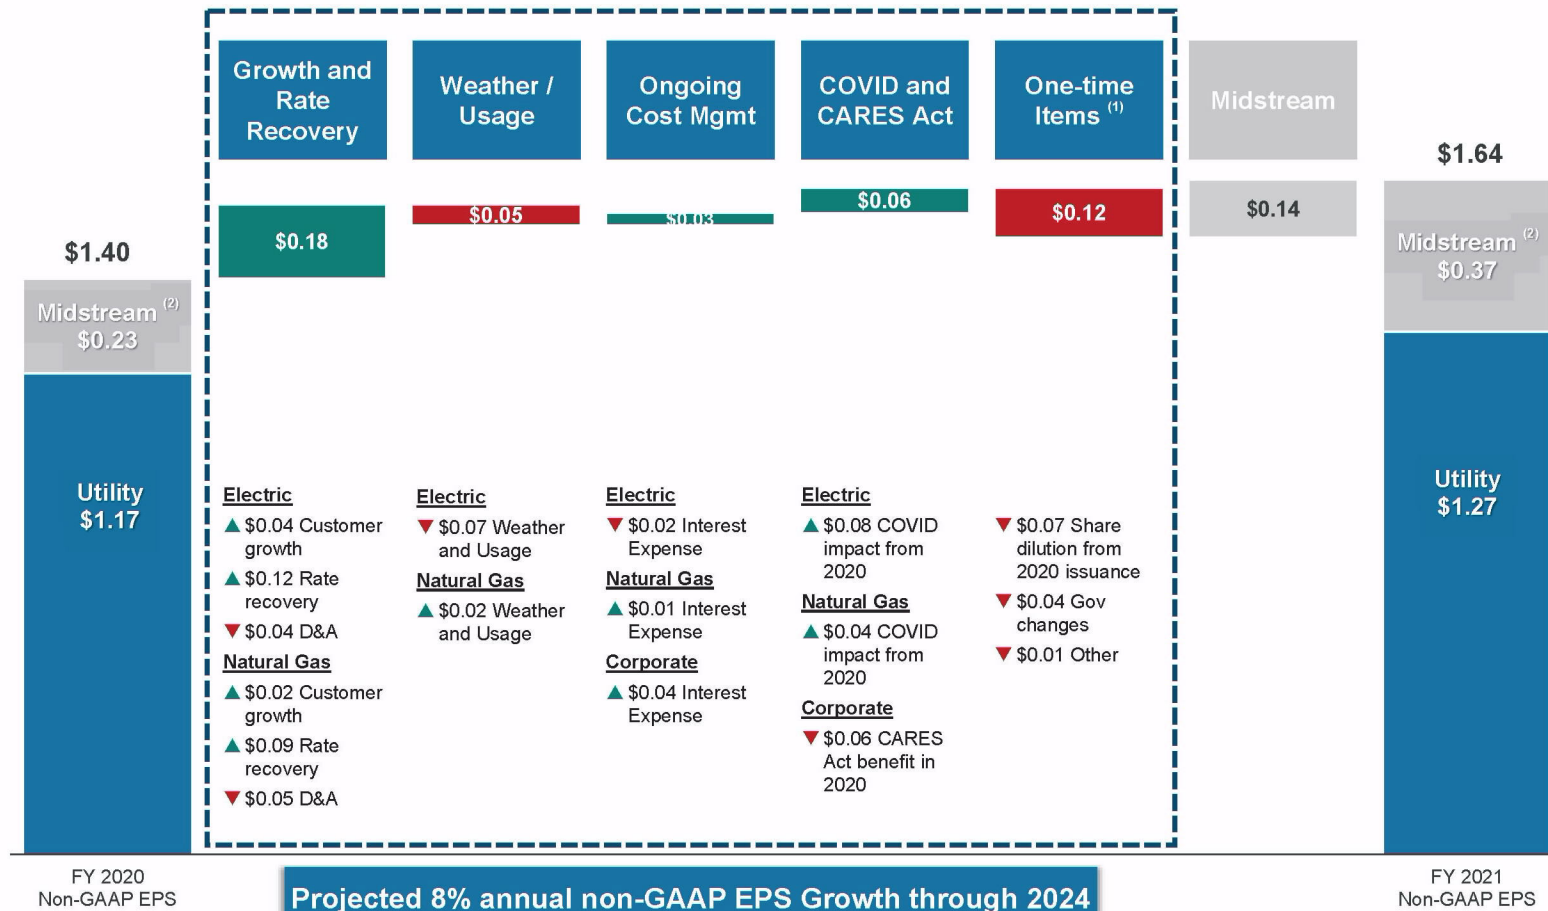 Growth and
Rate
Recovery
Weather /
Usage
Ongoing
Cost Mgmt
COVID and
CARES Act
One-time
Items (1)
Midstream
$1.40
Midstream (2)
$0.23
Utility
$1.17
FY 2020
Non-GAAP EPS
$0.18
$0.05
$0.03
$0.06
$0.12
$0.14
$1.64
Midstream (2)
$0.37
Utility
$1.27
FY 2021
Non-GAAP EPS
Electric
▲ $0.04 Customer
growth
▲ $0.12 Rate
recovery
▼ $0.04 D&A
Natural Gas
▲ $0.02 Customer
growth
▲ $0.09 Rate
recovery
▼ $0.05 D&A
Electric
▼ $0.07 Weather
and Usage
Natural Gas
▲ $0.02 Weather
and Usage
Electric
▼ $0.02 Interest
Expense
Natural Gas
▲ $0.01 Interest
Expense
Corporate
▲ $0.04 Interest
Expense
Electric
▲ $0.08 COVID
impact from
2020
Natural Gas
▲ $0.04 COVID
impact from
2020
Corporate
▼ $0.06 CARES
Act benefit in
2020
▼ $0.07 Share
dilution from
2020 issuance
▼ $0.04 Gov
changes
▼ $0.01 Other
Projected 8% annual non-GAAP EPS Growth through 2024